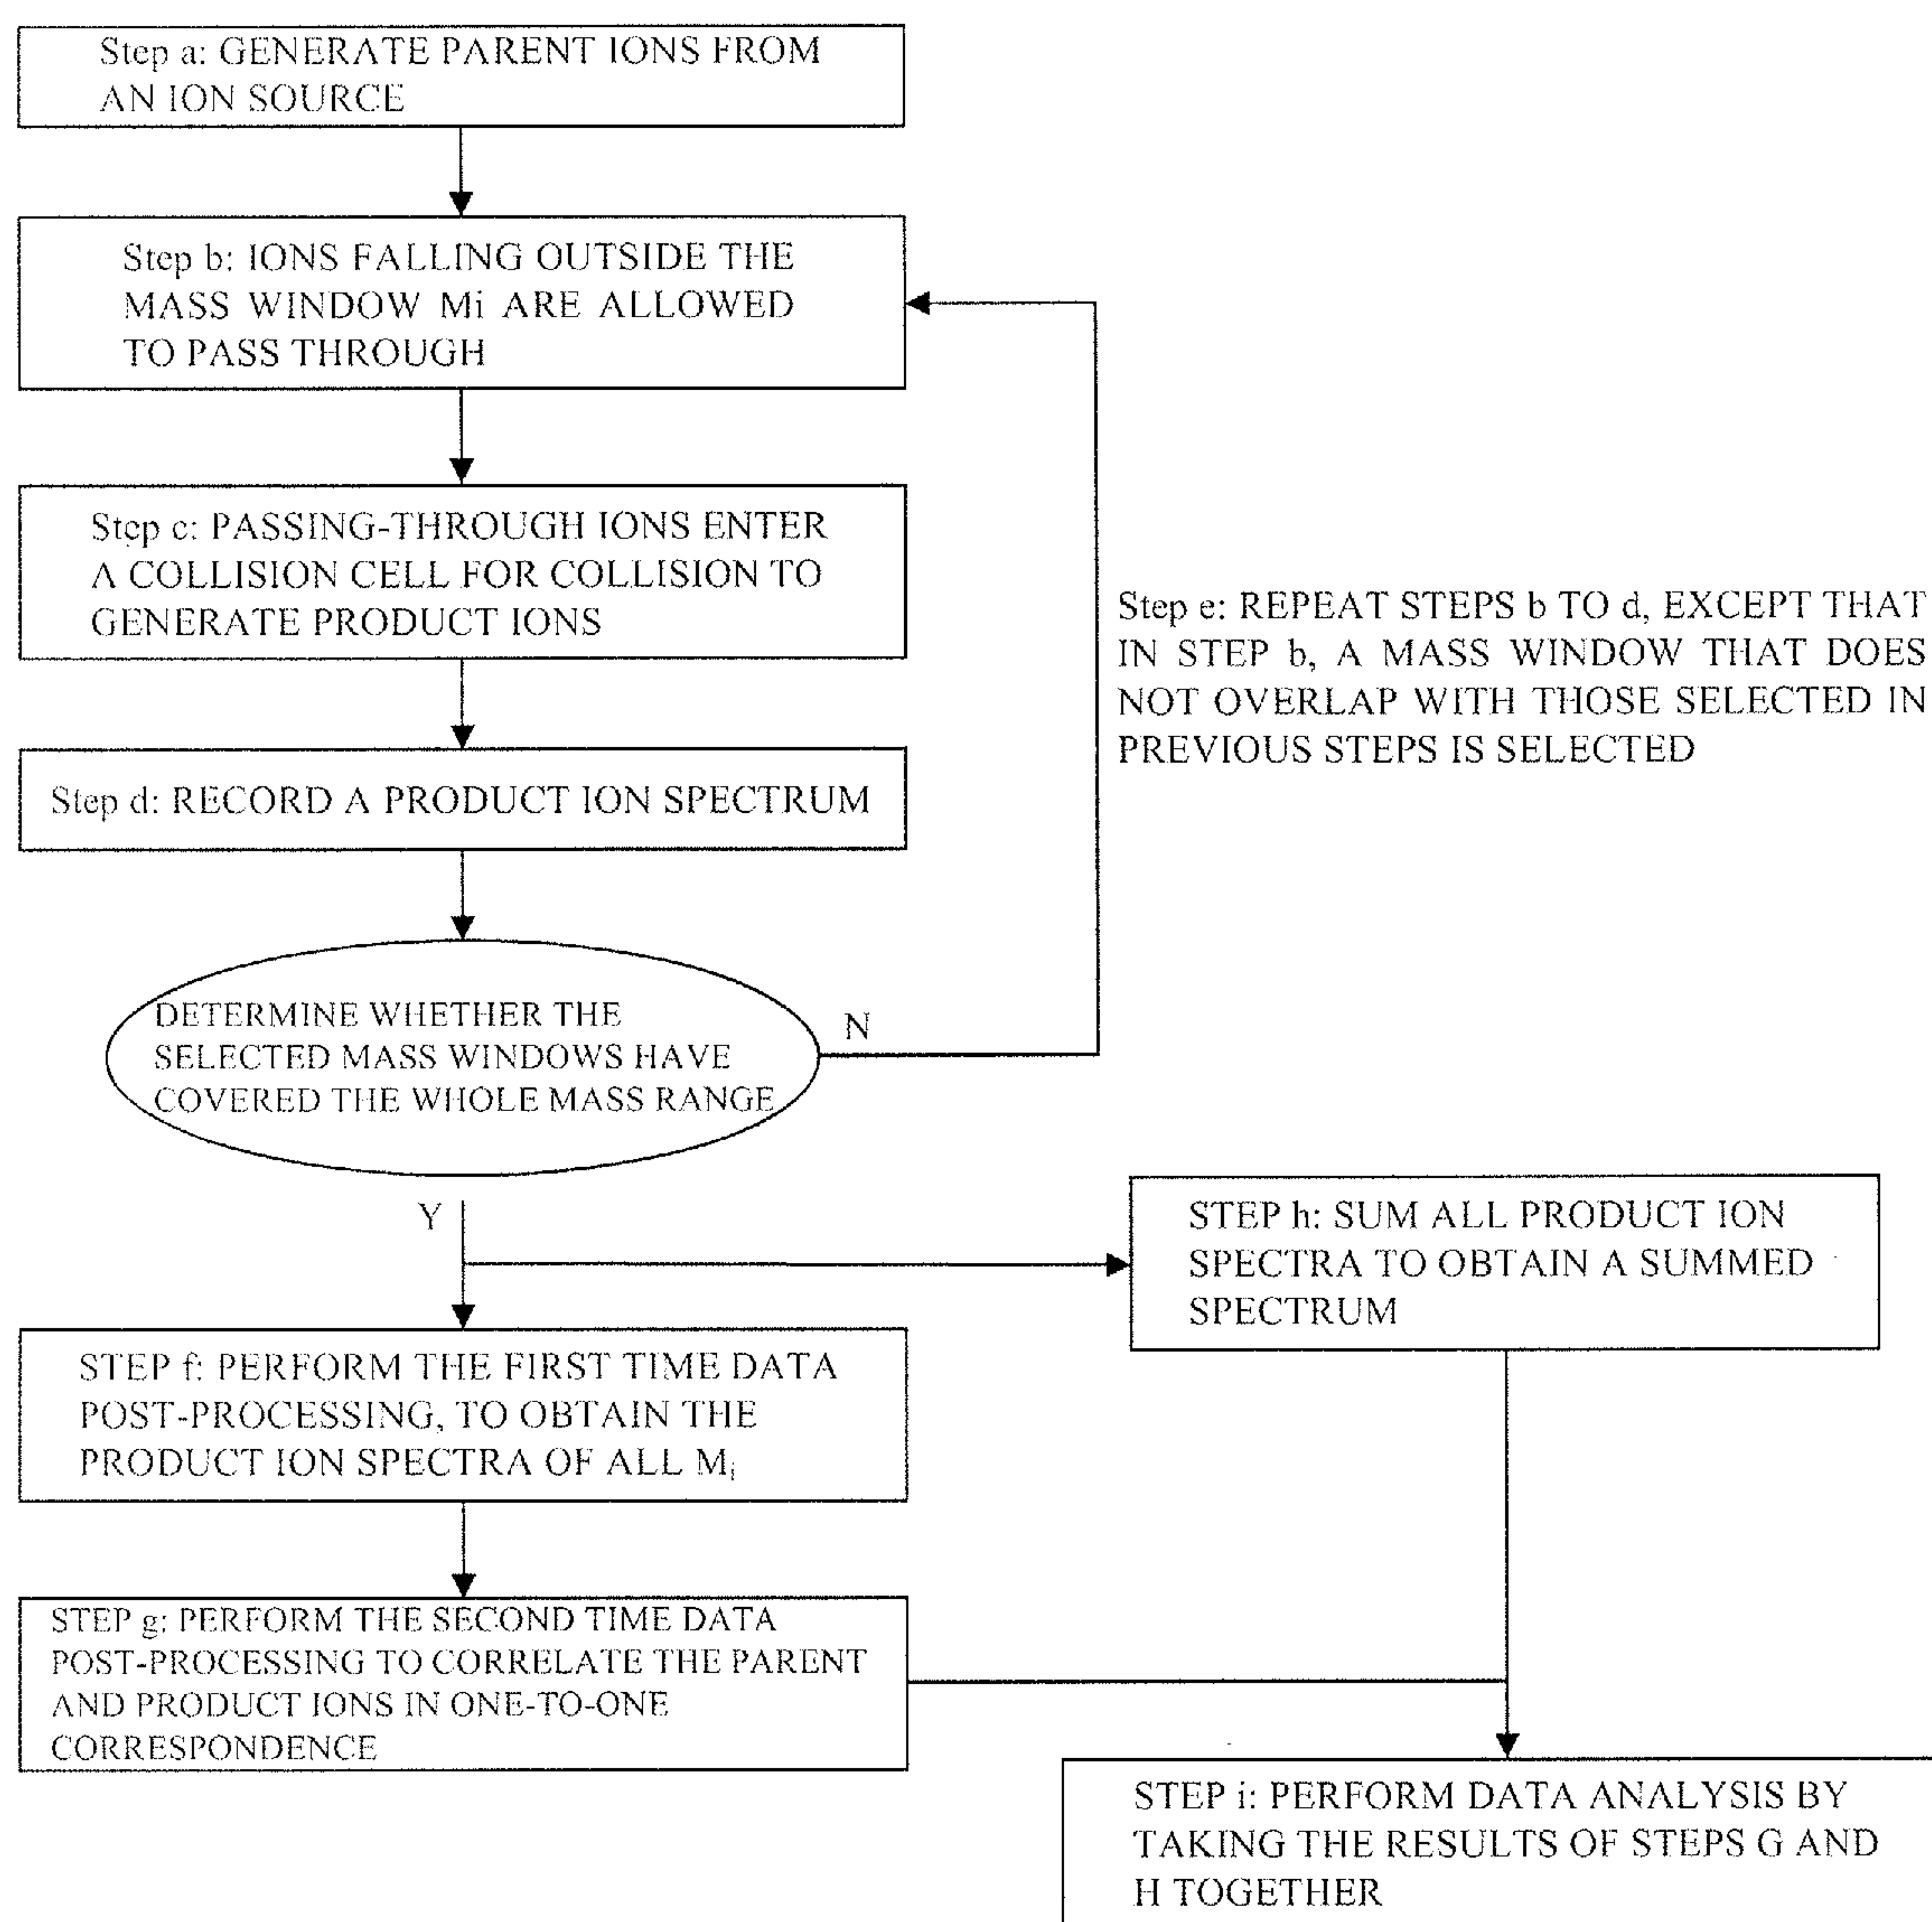 Step a: GENERATE PARENT IONS FROM
AN ION SOURCE
Step b: IONS FALLING OUTSIDE THE
MASS WINDOW Mi ARE ALLOWED
TO PASS THROUGH
Step c: PASSING-THROUGH IONS ENTER
A COLLISION CELL FOR COLLISION TO
GENERATE PRODUCT IONS
Step e: REPEAT STEPS b TO d, EXCEPT THAT
IN STEP b, A MASS WINDOW THAT DOES
NOT OVERLAP WITH THOSE SELECTED IN
PREVIOUS STEPS IS SELECTED
Step d: RECORD A PRODUCT ION SPECTRUM
DETERMINE WHETHER THE
SELECTED MASS WINDOWS HAVE
COVERED THE WHOLE MASS RANGE
N
Y
STEP h: SUM ALL PRODUCT ION
SPECTRA TO OBTAIN A SUMMED
SPECTRUM
STEP f: PERFORM THE FIRST TIME DATA
POST-PROCESSING, TO OBTAIN THE
PRODUCT ION SPECTRA OF ALL Mi
STEP g: PERFORM THE SECOND TIME DATA
POST-PROCESSING TO CORRELATE THE PARENT
AND PRODUCT IONS IN ONE-TO-ONE
CORRESPONDENCE
STEP i: PERFORM DATA ANALYSIS BY
TAKING THE RESULTS OF STEPS G AND
H TOGETHER